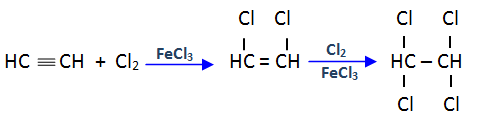 Cl Cl Cl Cl
HC ≡ CH + Cl₂ FeCl₃ HC = CH Cl₂ FeCl₃ HC – CH
Cl Cl